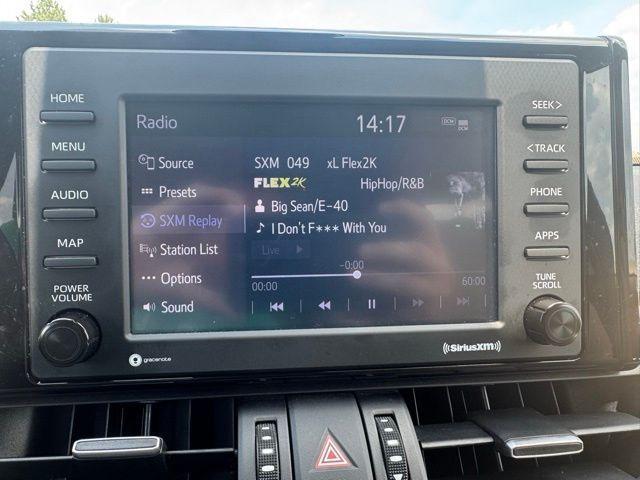 HOME
MENU
AUDIO
MAP
POWER
VOLUME
Radio
14:17
DCM
DCM
Source
Presets
SXM Replay
Station List
Options
Sound
SXM 049 xL Flex2K
FLEX2K
HipHop/R&B
Big Sean/E-40
I Don't F*** With You
Live
-0:00
00:00
60:00
SEEK>
<TRACK
PHONE
APPS
TUNE
SCROLL
gracenote
((SiriusXM))